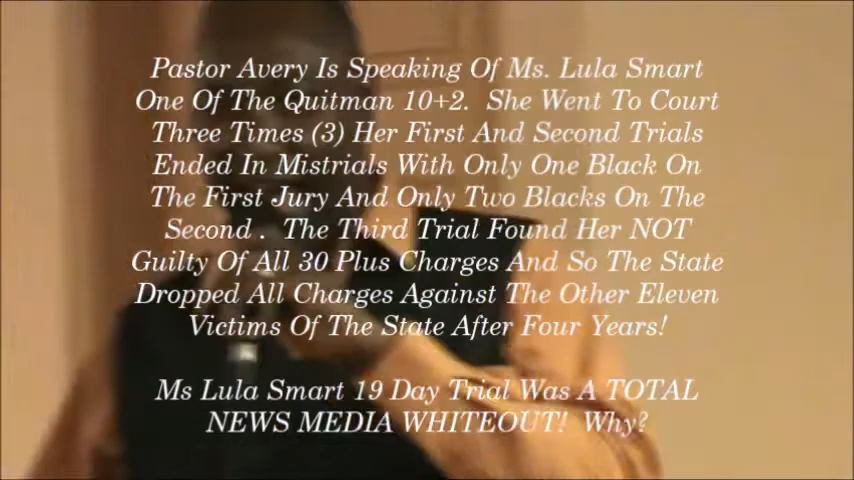 Pastor Avery Is Speaking Of Ms. Lula Smart
One Of The Quitman 10+2. She Went To Court
Three Times (3) Her First And Second Trials
Ended In Mistrials With Only One Black On
The First Jury And Only Two Blacks On The
Second . The Third Trial Found Her NOT
Guilty Of All 30 Plus Charges And So The State
Dropped All Charges Against The Other Eleven
Victims Of The State After Four Years!
Ms Lula Smart 19 Day Trial Was A TOTAL
NEWS MEDIA WHITEOUT! Why?